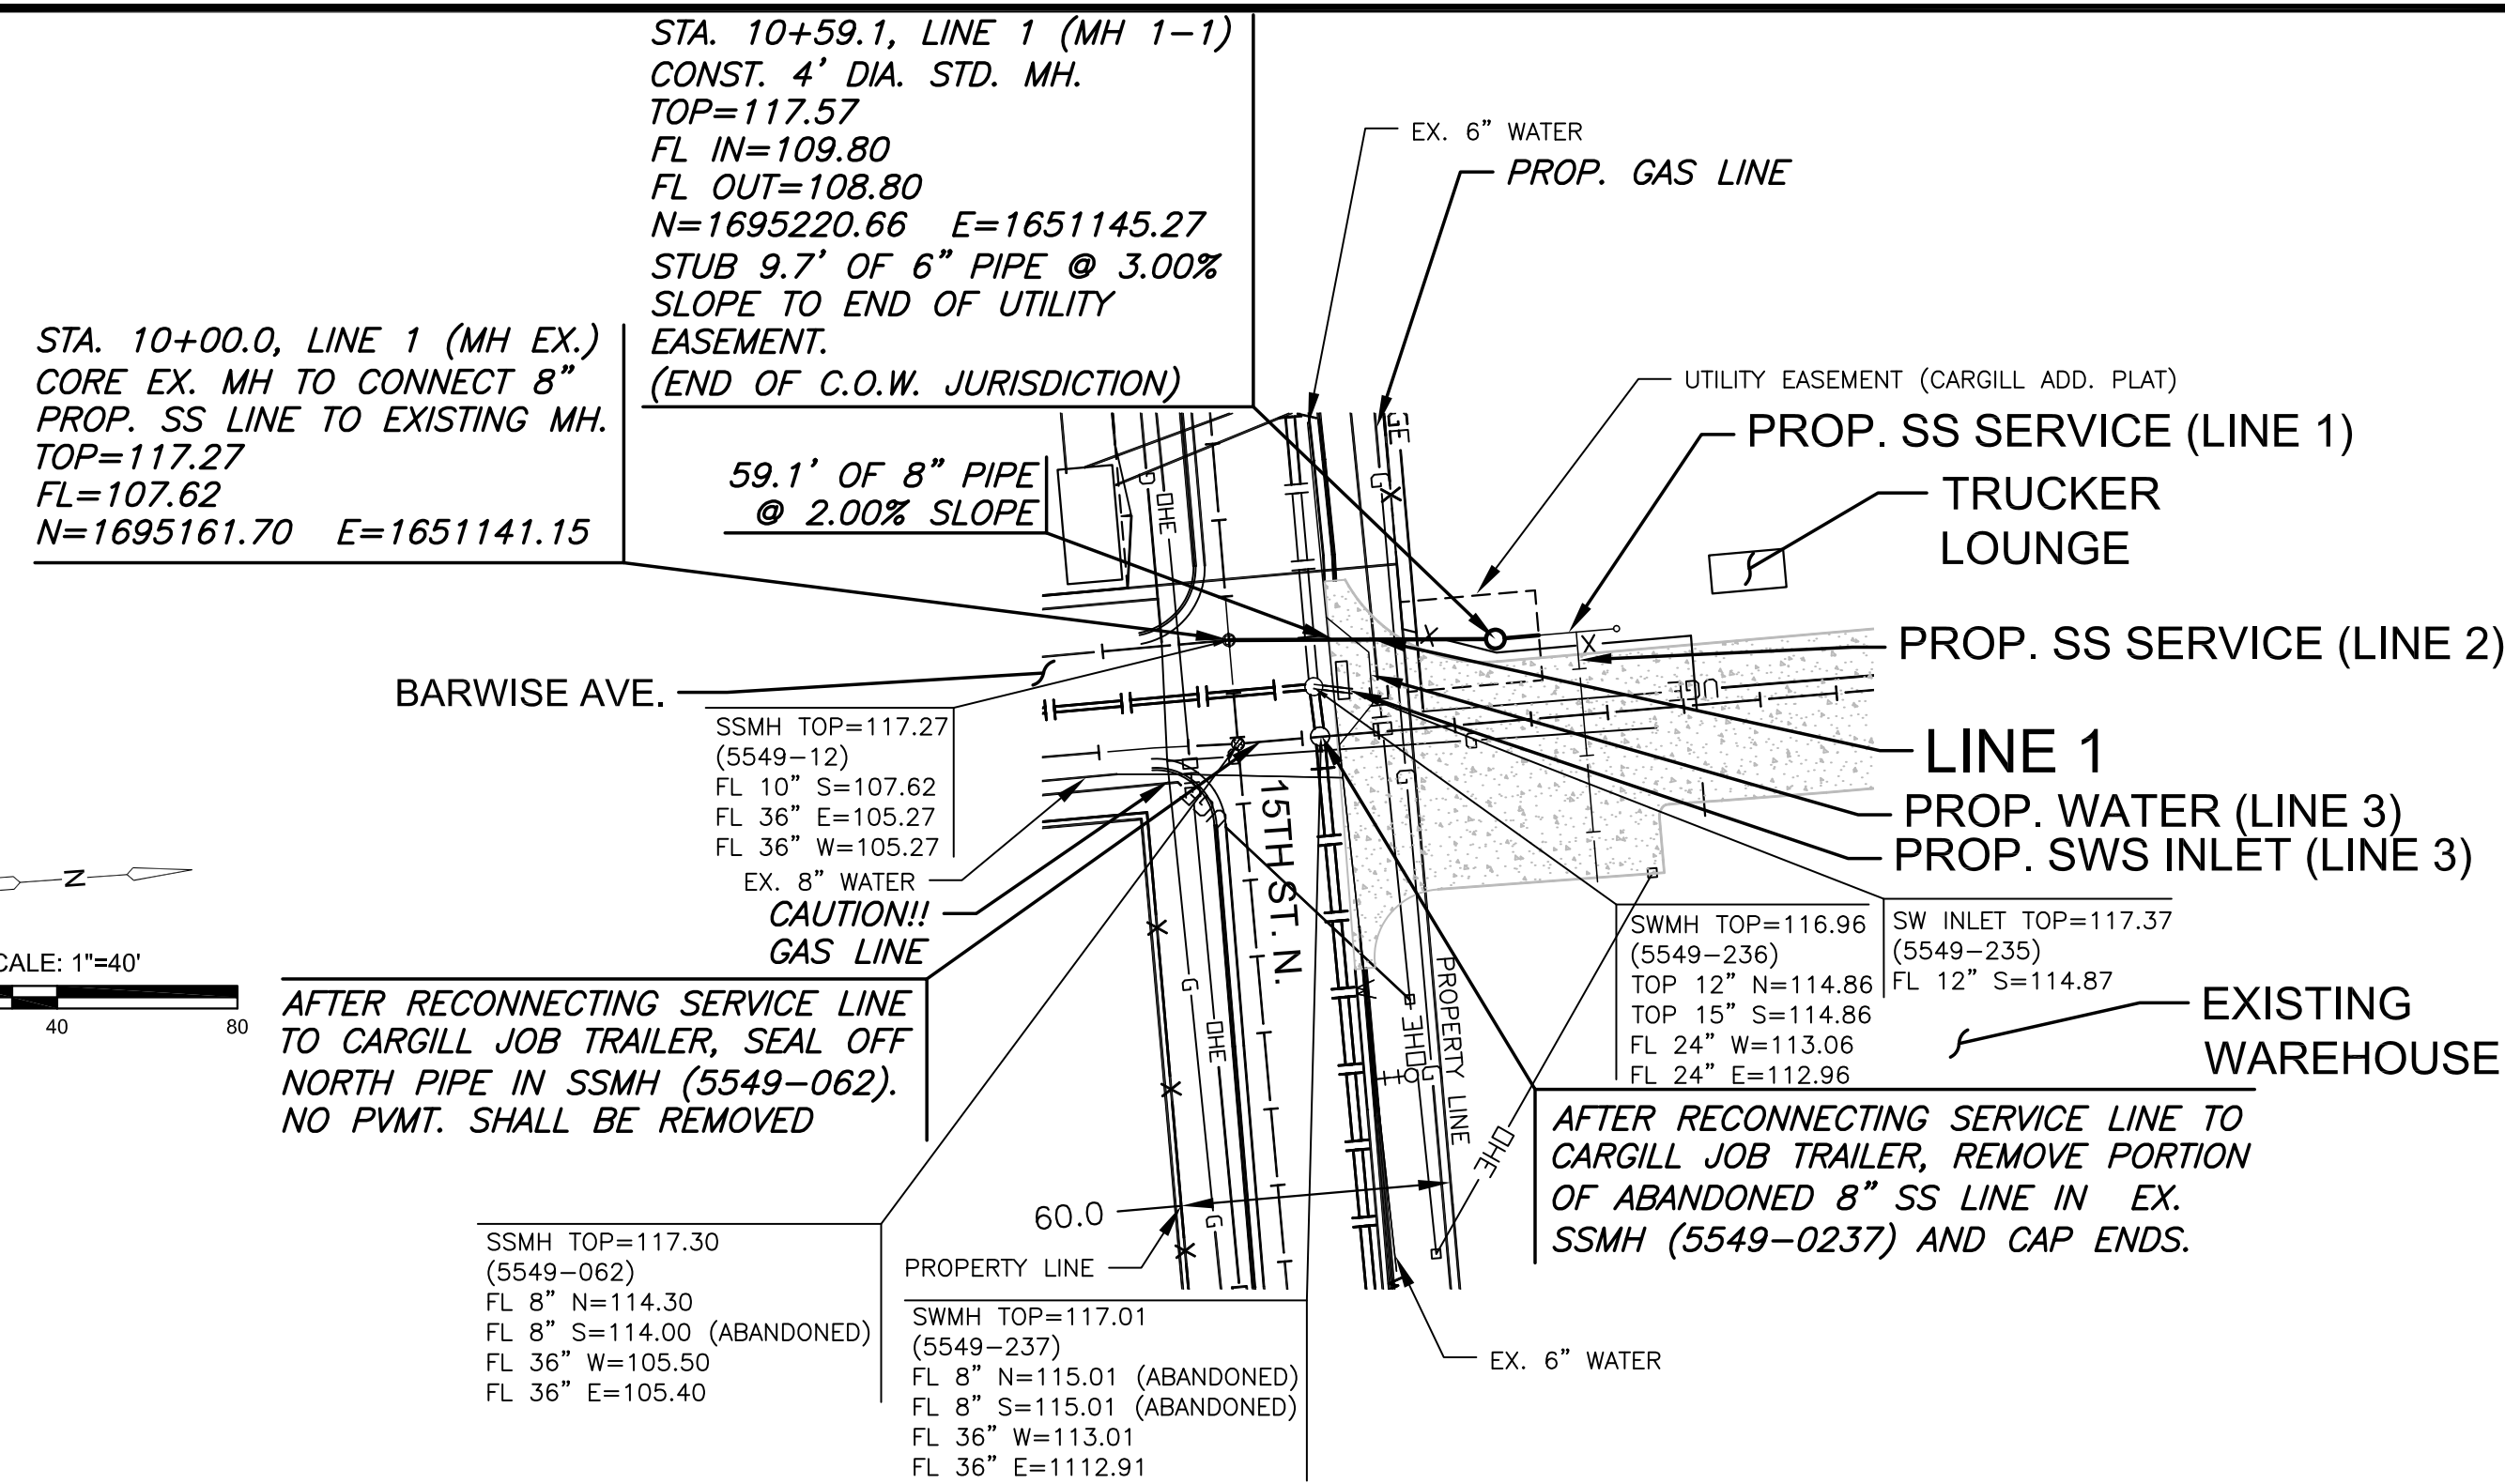 STA. 10+59.1, LINE 1 (MH 1-1)
CONST. 4' DIA. STD. MH.
TOP=117.57
FL IN=109.80
FL OUT=108.80
N=1695220.66 E=1651145.27
STUB 9.7' OF 6" PIPE @ 3.00%
SLOPE TO END OF UTILITY
EASEMENT.
(END OF C.O.W. JURISDICTION)
EX. 6" WATER
PROP. GAS LINE
STA. 10+00.0, LINE 1 (MH EX.)
CORE EX. MH TO CONNECT 8"
PROP. SS LINE TO EXISTING MH.
TOP=117.27
FL=107.62
N=1695161.70 E=1651141.15
59.1' OF 8" PIPE
@ 2.00% SLOPE
UTILITY EASEMENT (CARGILL ADD. PLAT)
PROP. SS SERVICE (LINE 1)
TRUCKER
LOUNGE
PROP. SS SERVICE (LINE 2)
LINE 1
PROP. WATER (LINE 3)
PROP. SWS INLET (LINE 3)
BARWISE AVE.
SSMH TOP=117.27
(5549-12)
FL 10" S=107.62
FL 36" E=105.27
FL 36" W=105.27
EX. 8" WATER
CAUTION!!
GAS LINE
15TH ST. N.
N
CALE: 1"=40'
40
80
AFTER RECONNECTING SERVICE LINE
TO CARGILL JOB TRAILER, SEAL OFF
NORTH PIPE IN SSMH (5549-062).
NO PVMT. SHALL BE REMOVED
SWMH TOP=116.96
(5549-236)
TOP 12" N=114.86
TOP 15" S=114.86
FL 24" W=113.06
FL 24" E=112.96
SW INLET TOP=117.37
(5549-235)
FL 12" S=114.87
EXISTING
WAREHOUSE
AFTER RECONNECTING SERVICE LINE TO
CARGILL JOB TRAILER, REMOVE PORTION
OF ABANDONED 8" SS LINE IN EX.
SSMH (5549-0237) AND CAP ENDS.
SSMH TOP=117.30
(5549-062)
FL 8" N=114.30
FL 8" S=114.00 (ABANDONED)
FL 36" W=105.50
FL 36" E=105.40
60.0
PROPERTY LINE
SWMH TOP=117.01
(5549-237)
FL 8" N=115.01 (ABANDONED)
FL 8" S=115.01 (ABANDONED)
FL 36" W=113.01
FL 36" E=1112.91
EX. 6" WATER
PROPERTY LINE
OHE
OHE
OHE
OHE
UGE
GE
G
G
G
G
G
G
G
W